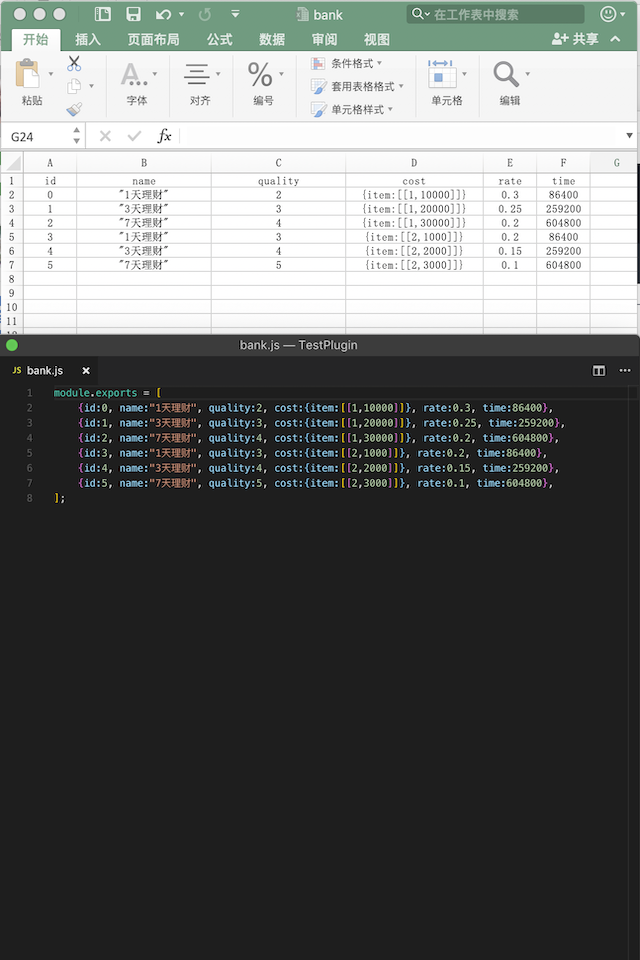 bank
在工作表中搜索
开始 插入 页面布局 公式 数据 审阅 视图 共享
粘贴 字体 对齐 编号 条件格式 套用表格格式 单元格样式 单元格 编辑
G24 fx
A B C D E F G
1 id name quality cost rate time
2 0 "1天理财" 2 {item:[[1,10000]]} 0.3 86400
3 1 "3天理财" 3 {item:[[1,20000]]} 0.25 259200
4 2 "7天理财" 4 {item:[[1,30000]]} 0.2 604800
5 3 "1天理财" 3 {item:[[2,1000]]} 0.2 86400
6 4 "3天理财" 4 {item:[[2,2000]]} 0.15 259200
7 5 "7天理财" 5 {item:[[2,3000]]} 0.1 604800
8
9
10
11
bank.js — TestPlugin
JS bank.js ×
1 module.exports = [
2 {id:0, name:"1天理财", quality:2, cost:{item:[[1,10000]]}, rate:0.3, time:86400},
3 {id:1, name:"3天理财", quality:3, cost:{item:[[1,20000]]}, rate:0.25, time:259200},
4 {id:2, name:"7天理财", quality:4, cost:{item:[[1,30000]]}, rate:0.2, time:604800},
5 {id:3, name:"1天理财", quality:3, cost:{item:[[2,1000]]}, rate:0.2, time:86400},
6 {id:4, name:"3天理财", quality:4, cost:{item:[[2,2000]]}, rate:0.15, time:259200},
7 {id:5, name:"7天理财", quality:5, cost:{item:[[2,3000]]}, rate:0.1, time:604800},
8 ];